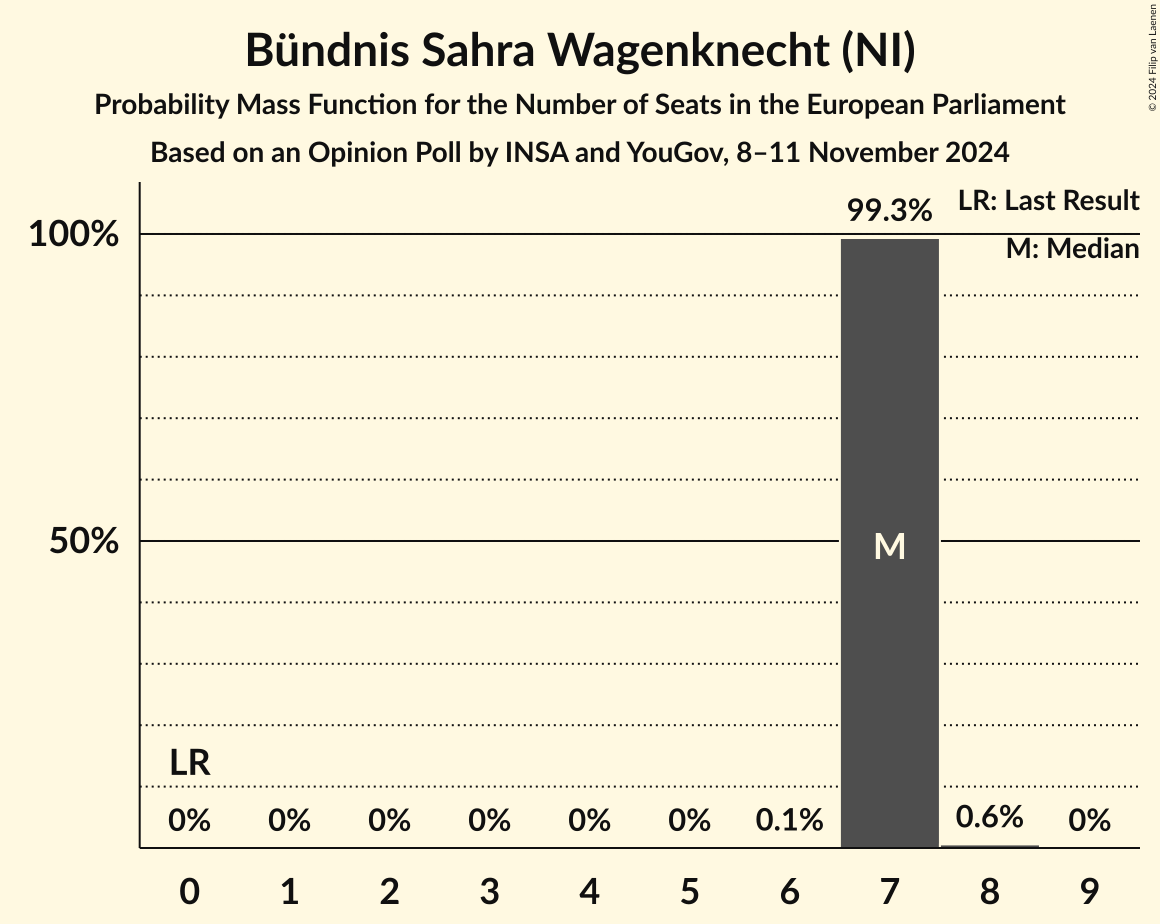 Bündnis Sahra Wagenknecht (NI)
Probability Mass Function for the Number of Seats in the European Parliament
Based on an Opinion Poll by INSA and YouGov, 8–11 November 2024
© 2024 Filip van Laenen
LR: Last Result
M: Median
99.3%
100%
50%
M
LR
0% 0% 0% 0% 0% 0% 0.1% 0.6% 0%
0 1 2 3 4 5 6 7 8 9